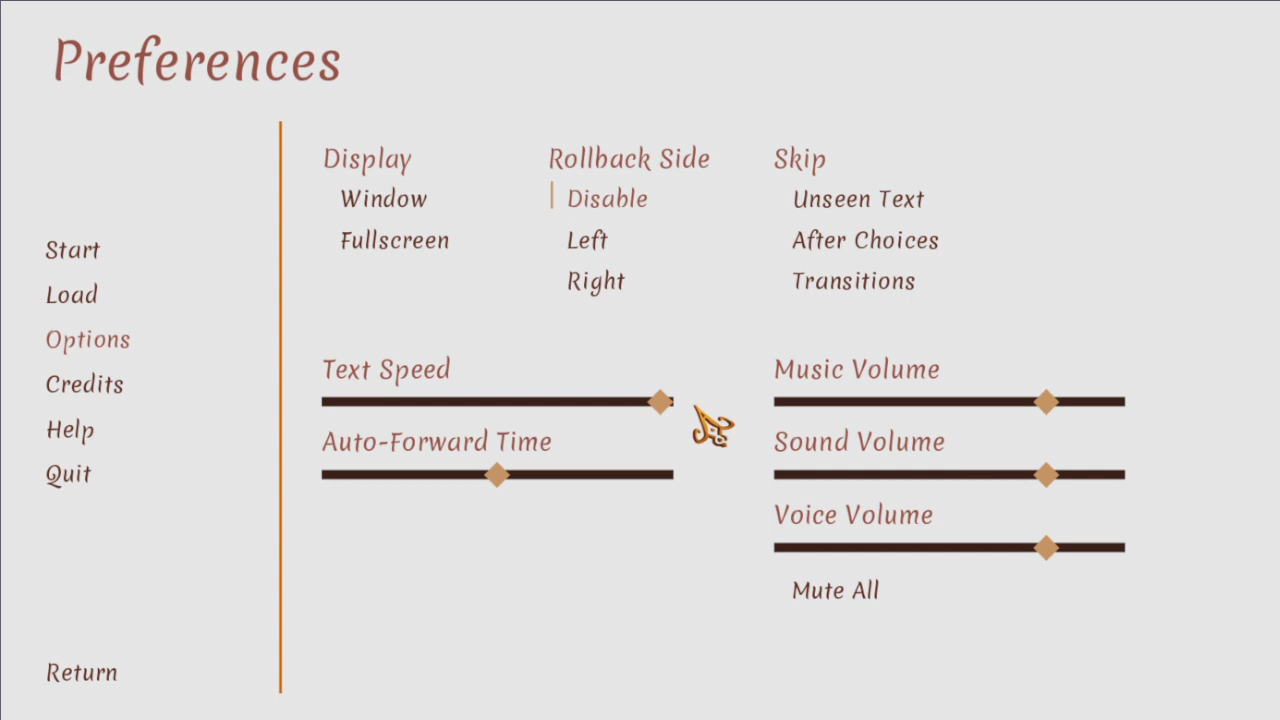 Preferences
Start
Load
Options
Credits
Help
Quit
Return
Display
Window
Fullscreen
Rollback Side
Disable
Left
Right
Skip
Unseen Text
After Choices
Transitions
Text Speed
Auto-Forward Time
Music Volume
Sound Volume
Voice Volume
Mute All